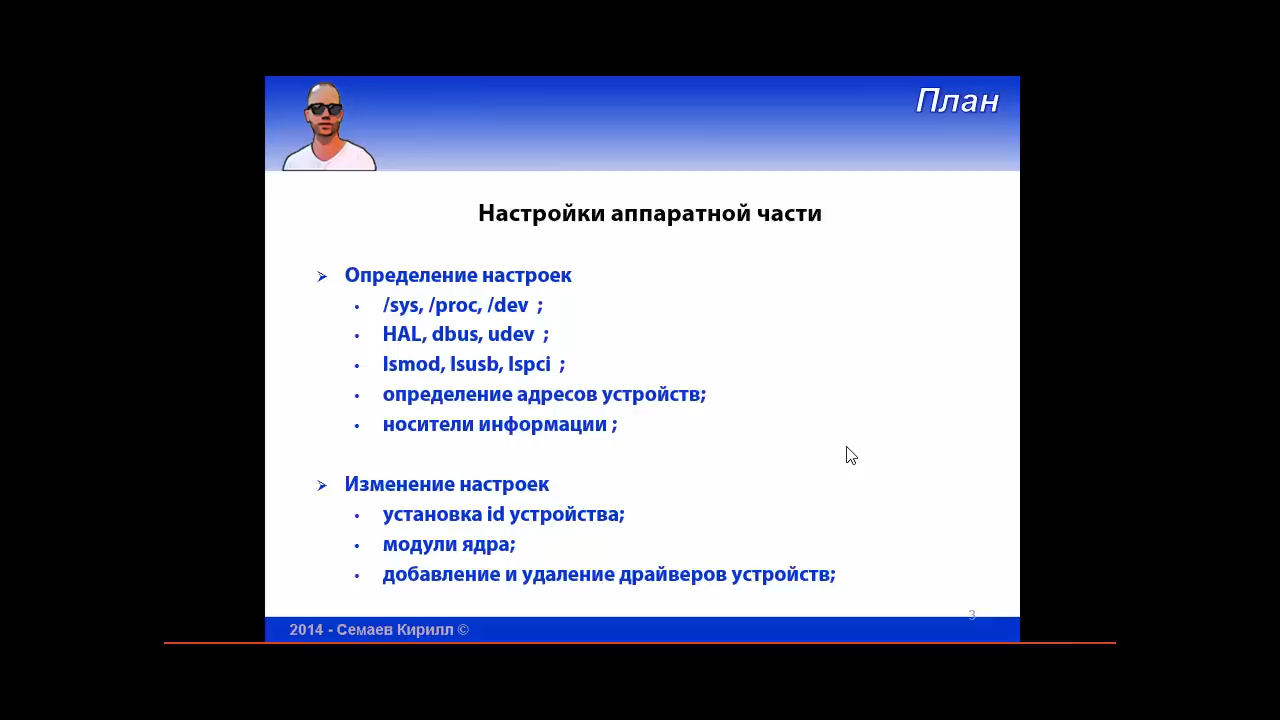 План
Настройки аппаратной части
Определение настроек
/sys, /proc, /dev ;
HAL, dbus, udev ;
lsmod, lsusb, lspci ;
определение адресов устройств;
носители информации ;
Изменение настроек
установка id устройства;
модули ядра;
добавление и удаление драйверов устройств;
3
2014 - Семаев Кирилл ©